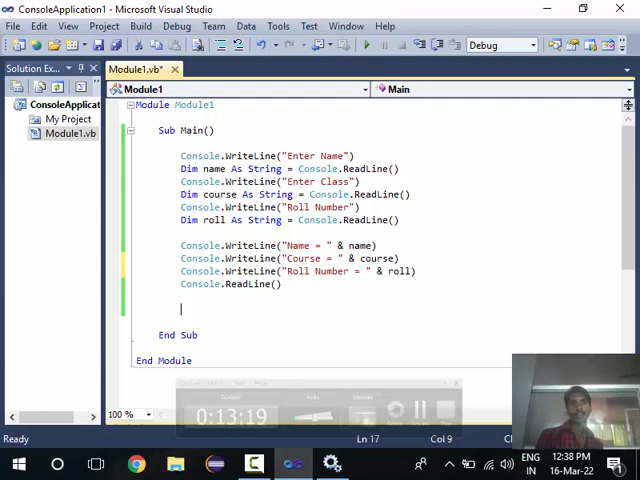 ConsoleApplication1 - Microsoft Visual Studio
File Edit View Project Build Debug Team Data Tools Test Window Help
Debug
Solution Ex...
Module1.vb*
ConsoleApplicat
My Project
Module1.vb
Module1
Main
Module Module1
Sub Main()
Console.WriteLine("Enter Name")
Dim name As String = Console.ReadLine()
Console.WriteLine("Enter Class")
Dim course As String = Console.ReadLine()
Console.WriteLine("Roll Number")
Dim roll As String = Console.ReadLine()
Console.WriteLine("Name = " & name)
Console.WriteLine("Course = " & course)
Console.WriteLine("Roll Number = " & roll)
Console.ReadLine()
End Sub
End Module
Duration
Audio
0:13:19
100 %
Ready
Ln 17
Col 9
ENG
IN
12:38 PM
16-Mar-22